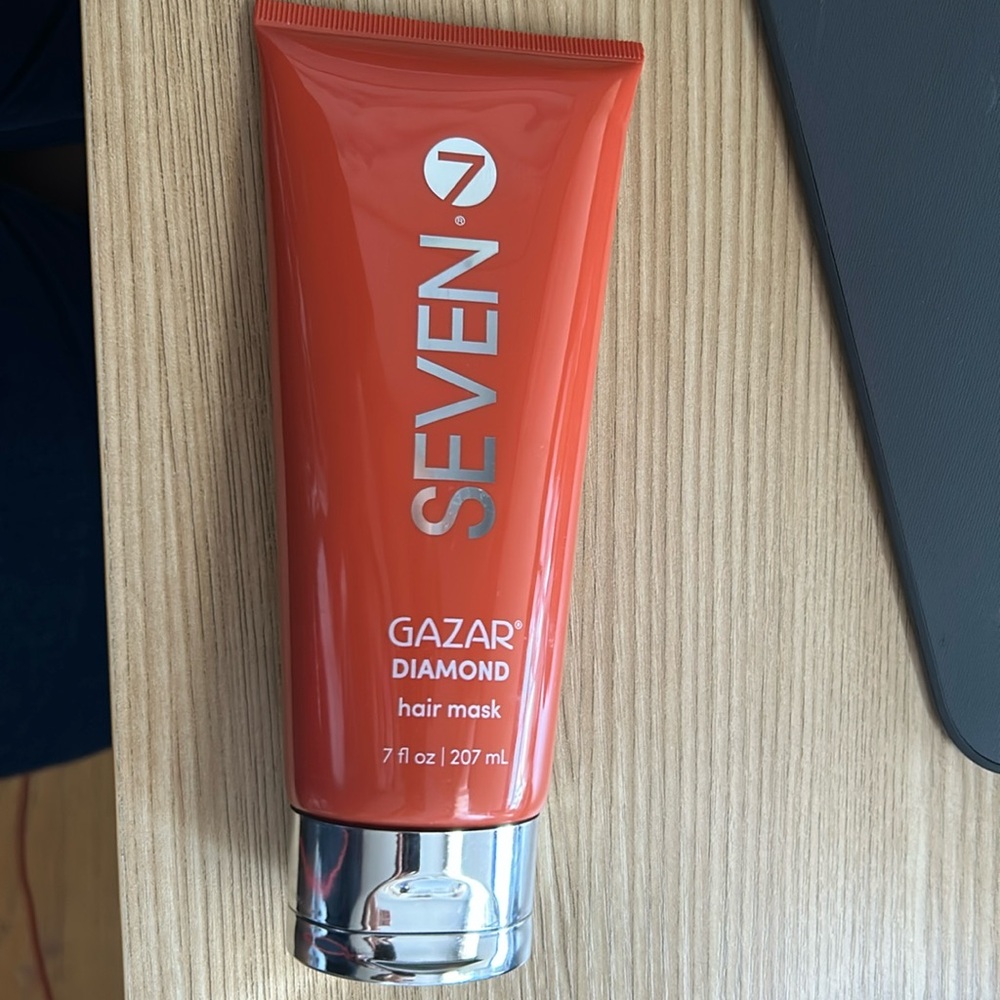 SEVEN® 7
GAZAR®
DIAMOND
hair mask
7 fl oz | 207 mL